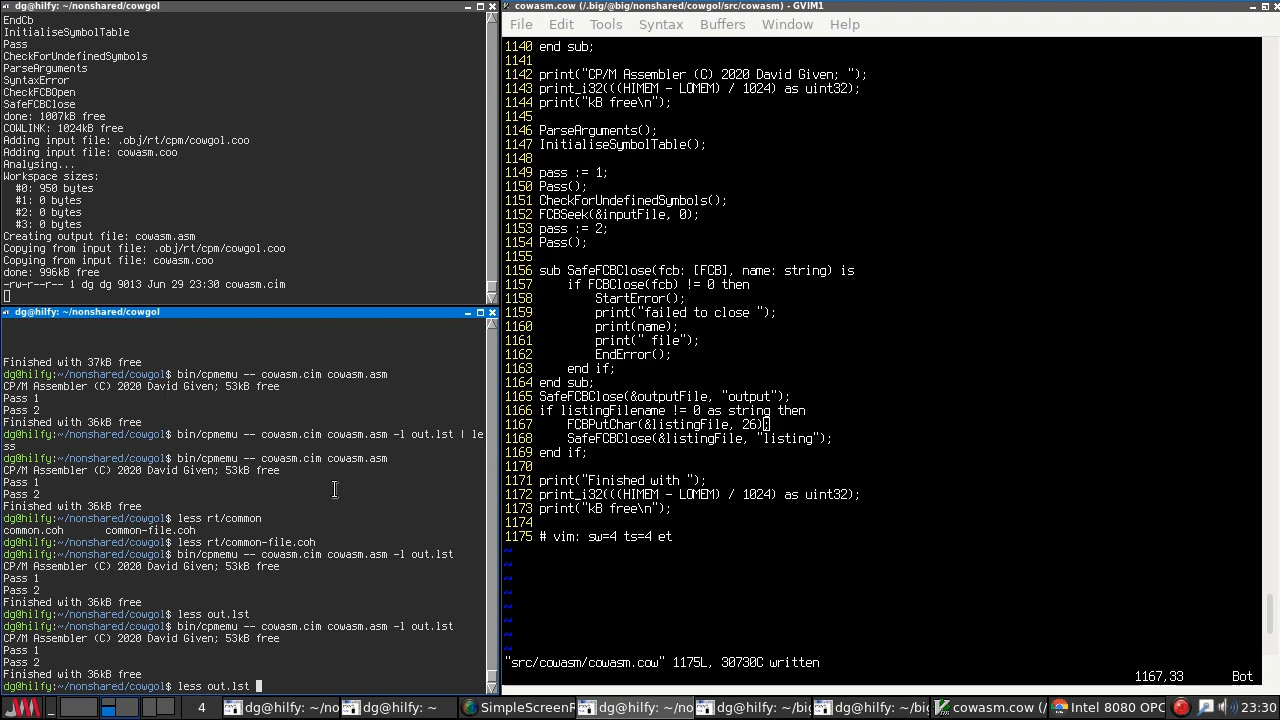 dg@hilfy: ~/nonshared/cowgol
EndCb
InitialiseSymbolTable
Pass
CheckForUndefinedSymbols
ParseArguments
SyntaxError
CheckFCBOpen
SafeFCBClose
done: 1007kB free
COWLINK: 1024kB free
Adding input file: .obj/rt/cpm/cowgol.coo
Adding input file: cowasm.coo
Analysing...
Workspace sizes:
  #0: 950 bytes
  #1: 0 bytes
  #2: 0 bytes
  #3: 0 bytes
Creating output file: cowasm.asm
Copying from input file: .obj/rt/cpm/cowgol.coo
Copying from input file: cowasm.coo
done: 996kB free
-rw-r--r-- 1 dg dg 9013 Jun 29 23:30 cowasm.cim
dg@hilfy: ~/nonshared/cowgol
Finished with 37kB free
dg@hilfy:~/nonshared/cowgol$ bin/cpmemu -- cowasm.cim cowasm.asm
CP/M Assembler (C) 2020 David Given; 53kB free
Pass 1
Pass 2
Finished with 36kB free
dg@hilfy:~/nonshared/cowgol$ bin/cpmemu -- cowasm.cim cowasm.asm -l out.lst | le
ss
dg@hilfy:~/nonshared/cowgol$ bin/cpmemu -- cowasm.cim cowasm.asm
CP/M Assembler (C) 2020 David Given; 53kB free
Pass 1
Pass 2
Finished with 36kB free
dg@hilfy:~/nonshared/cowgol$ less rt/common
common.coh       common-file.coh
dg@hilfy:~/nonshared/cowgol$ less rt/common-file.coh
dg@hilfy:~/nonshared/cowgol$ bin/cpmemu -- cowasm.cim cowasm.asm -l out.lst
CP/M Assembler (C) 2020 David Given; 53kB free
Pass 1
Pass 2
Finished with 36kB free
dg@hilfy:~/nonshared/cowgol$ less out.lst
dg@hilfy:~/nonshared/cowgol$ bin/cpmemu -- cowasm.cim cowasm.asm -l out.lst
CP/M Assembler (C) 2020 David Given; 53kB free
Pass 1
Pass 2
Finished with 36kB free
dg@hilfy:~/nonshared/cowgol$ less out.lst
cowasm.cow (/.big/@big/nonshared/cowgol/src/cowasm) - GVIM1
File Edit Tools Syntax Buffers Window Help
1140 end sub;
1141
1142 print("CP/M Assembler (C) 2020 David Given; ");
1143 print_i32(((HIMEM - LOMEM) / 1024) as uint32);
1144 print("kB free\n");
1145
1146 ParseArguments();
1147 InitialiseSymbolTable();
1148
1149 pass := 1;
1150 Pass();
1151 CheckForUndefinedSymbols();
1152 FCBSeek(&inputFile, 0);
1153 pass := 2;
1154 Pass();
1155
1156 sub SafeFCBClose(fcb: [FCB], name: string) is
1157     if FCBClose(fcb) != 0 then
1158         StartError();
1159         print("failed to close ");
1160         print(name);
1161         print(" file");
1162         EndError();
1163     end if;
1164 end sub;
1165 SafeFCBClose(&outputFile, "output");
1166 if listingFilename != 0 as string then
1167     FCBPutChar(&listingFile, 26);
1168     SafeFCBClose(&listingFile, "listing");
1169 end if;
1170
1171 print("Finished with ");
1172 print_i32(((HIMEM - LOMEM) / 1024) as uint32);
1173 print("kB free\n");
1174
1175 # vim: sw=4 ts=4 et
~
~
~
~
~
~
~
"src/cowasm/cowasm.cow" 1175L, 30730C written
1167,33 Bot
4 dg@hilfy: ~/no dg@hilfy: ~ SimpleScreenR dg@hilfy: ~/no dg@hilfy: ~/big dg@hilfy: ~/bi cowasm.cow (/ Intel 8080 OPC 23:30